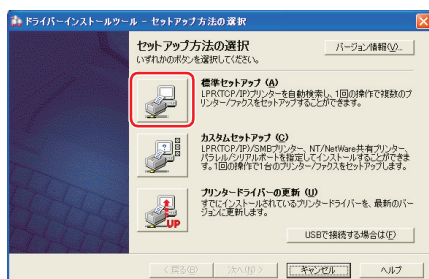 ドライバーインストールツール - セットアップ方法の選択
セットアップ方法の選択
バージョン情報(V)...
いずれかのボタンを選択してください。
標準セットアップ (A)
LPR(TCP/IP)プリンターを自動検索し、1回の操作で複数のプ
リンター/ファクスをセットアップすることができます。
カスタムセットアップ (C)
LPR(TCP/IP)/SMBプリンター、NT/NetWare共有プリンター、
パラレル/シリアルポートを指定してインストールすることができま
す。1回の操作で1台のプリンター/ファクスをセットアップします。
プリンタードライバーの更新 (U)
すでにインストールされているプリンタードライバーを、最新のバー
ジョンに更新します。
UP
USBで接続する場合は(F)
< 戻る(B)
次へ(N) >
キャンセル
ヘルプ